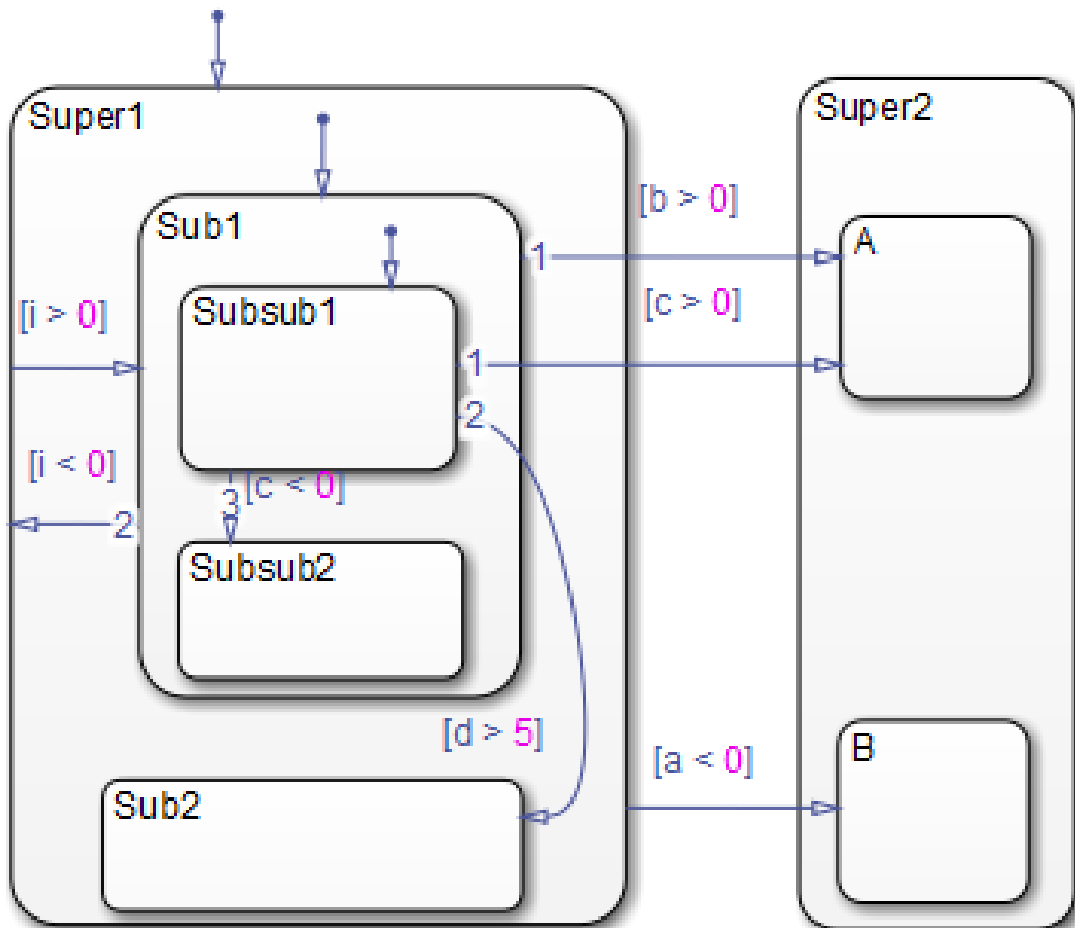 Super1
Super2
Sub1
[b > 0]
A
1
[i > 0]
Subsub1
[c > 0]
1
2
[i < 0]
3
[c < 0]
2
Subsub2
[d > 5]
[a < 0]
B
Sub2